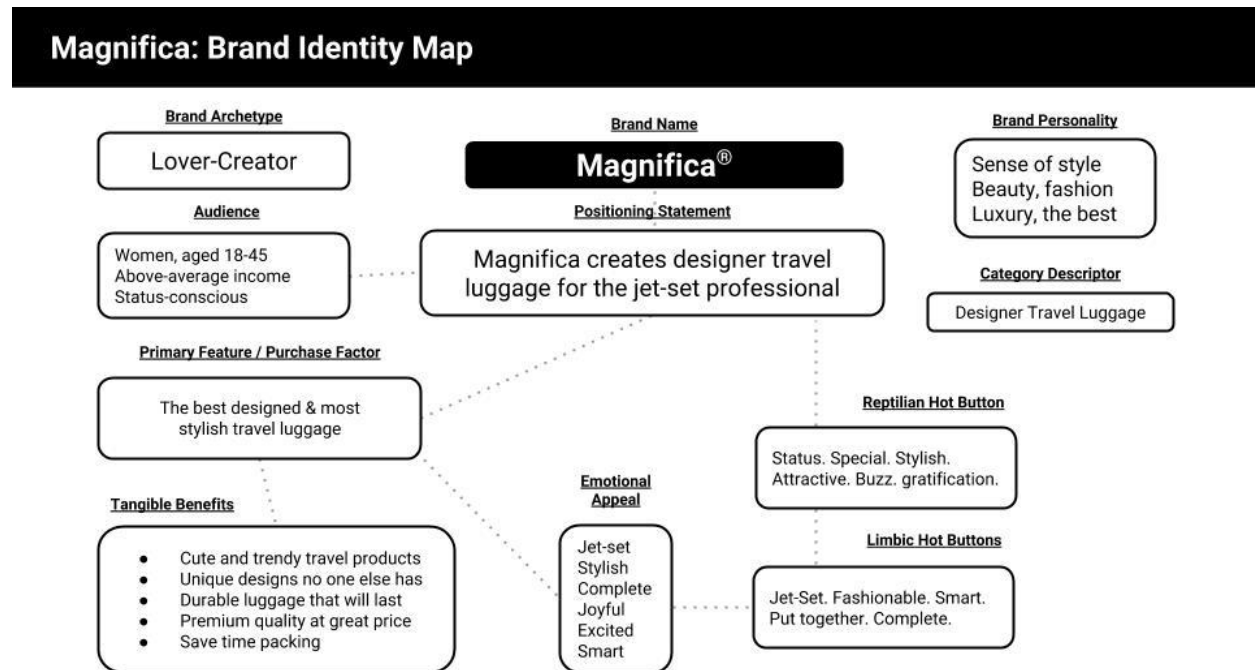 Magnifica: Brand Identity Map
Brand Archetype
Lover-Creator
Audience
Women, aged 18-45
Above-average income
Status-conscious
Brand Name
Magnifica®
Positioning Statement
Magnifica creates designer travel
luggage for the jet-set professional
Brand Personality
Sense of style
Beauty, fashion
Luxury, the best
Category Descriptor
Designer Travel Luggage
Primary Feature / Purchase Factor
The best designed & most
stylish travel luggage
Tangible Benefits
● Cute and trendy travel products
● Unique designs no one else has
● Durable luggage that will last
● Premium quality at great price
● Save time packing
Emotional
Appeal
Jet-set
Stylish
Complete
Joyful
Excited
Smart
Reptilian Hot Button
Status. Special. Stylish.
Attractive. Buzz. gratification.
Limbic Hot Buttons
Jet-Set. Fashionable. Smart.
Put together. Complete.